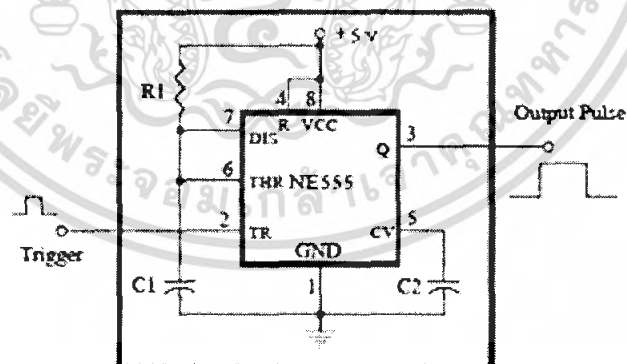 +5v
R1
4 8
7
R VCC
DIS
3
Q
Output Pulse
6
THR NE555
2
TR
5
CV
GND
Trigger
1
C1
C2